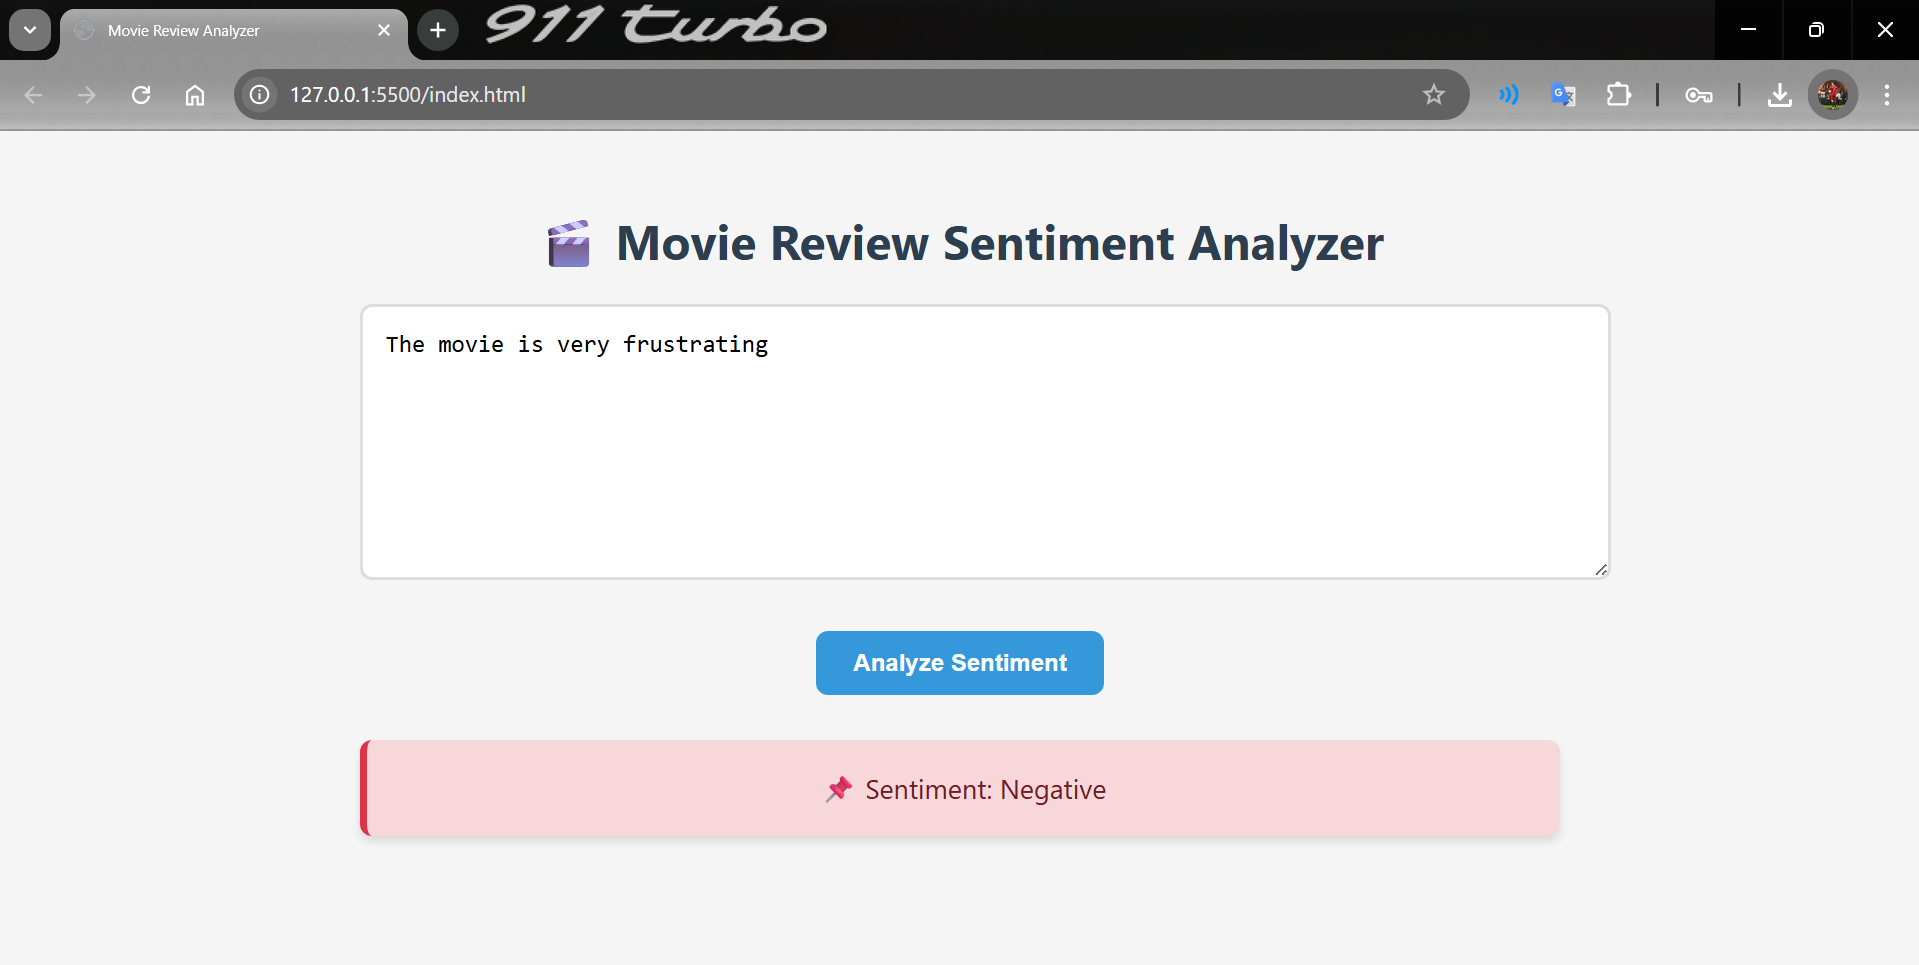 Movie Review Analyzer
911 turbo
127.0.0.1:5500/index.html
🎬 Movie Review Sentiment Analyzer
The movie is very frustrating
Analyze Sentiment
📌 Sentiment: Negative